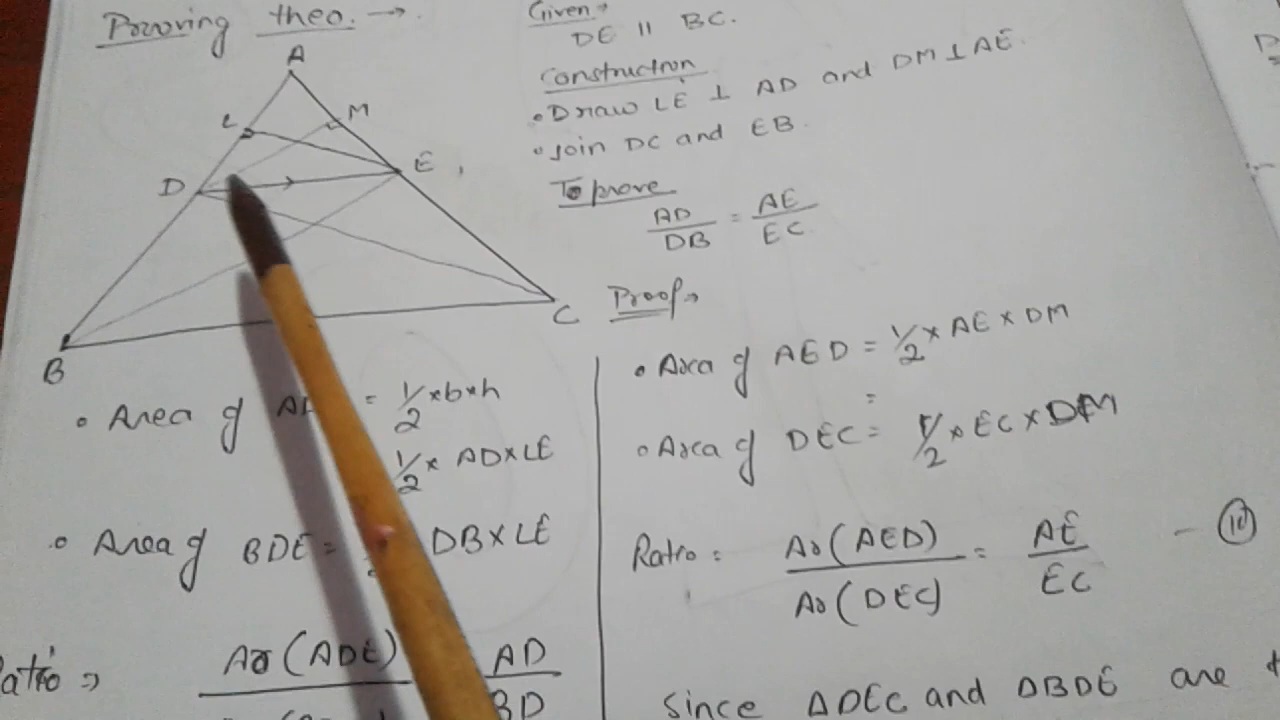 Prooving theo. →
A
L
M
D
E
B
C
Given→
DE || BC.
Construction
• Draw LE ⊥ AD and DM ⊥ AE.
• Join DC and EB.
To prove
AD/DB = AE/EC
Proof→
• Area of = 1/2 × b × h
1/2 × AD × LE
• Area of BDE = DB × LE
Ratio ⇒ Ar(ADE) AD
BD
• Area of AED = 1/2 × AE × DM
=
• Area of DEC = 1/2 × EC × DM
Ratio = Ar(AED)/Ar(DEC) = AE/EC -
Since ΔDEC and ΔBDE are